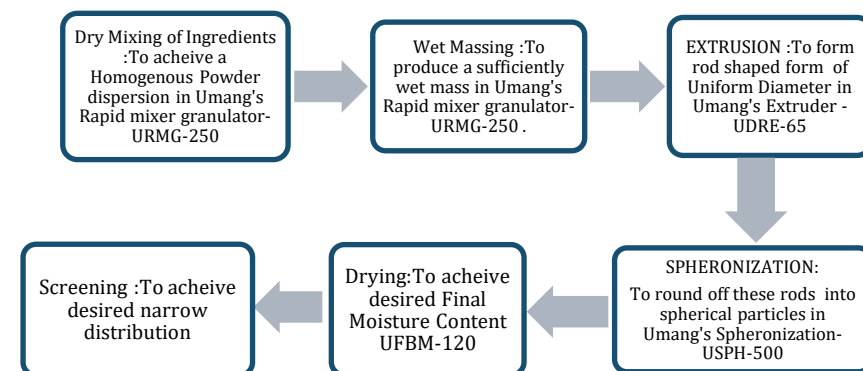 Dry Mixing of Ingredients
:To acheive a
Homogenous Powder
dispersion in Umang's
Rapid mixer granulator-
URMG-250
Wet Massing :To
produce a sufficiently
wet mass in Umang's
Rapid mixer granulator-
URMG-250 .
EXTRUSION :To form
rod shaped form of
Uniform Diameter in
Umang's Extruder -
UDRE-65
SPHERONIZATION:
To round off these rods into
spherical particles in
Umang's Spheronization-
USPH-500
Drying:To acheive
desired Final
Moisture Content
UFBM-120
Screening :To acheive
desired narrow
distribution